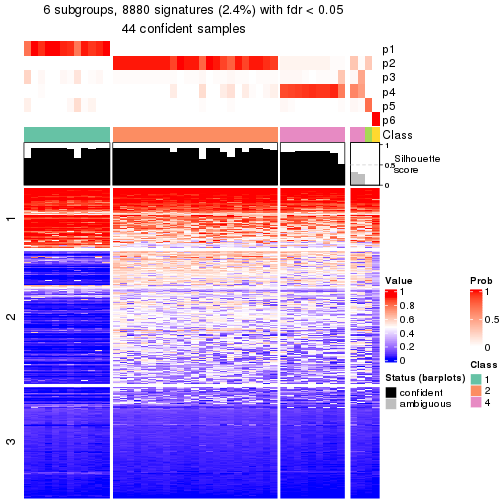 6 subgroups, 8880 signatures (2.4%) with fdr < 0.05
44 confident samples
p1
p2
p3
p4
p5
p6
Class
1
0.5
0
Silhouette
score
1
2
3
Value
1
0.8
0.6
0.4
0.2
0
Prob
1
0.5
0
Status (barplots)
confident
ambiguous
Class
1
2
4